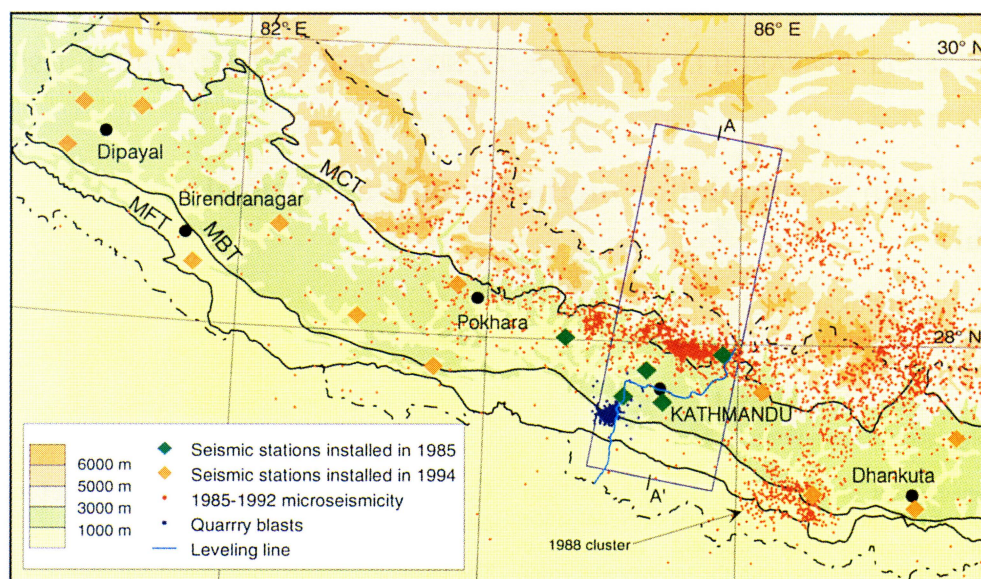 82° E
86° E
30° N
A
Dipayal
MCT
Birendranagar
MFT
MBT
Pokhara
28° N
KATHMANDU
Dhankuta
A'
1988 cluster
6000 m
5000 m
3000 m
1000 m
Seismic stations installed in 1985
Seismic stations installed in 1994
1985-1992 microseismicity
Quarrry blasts
Leveling line